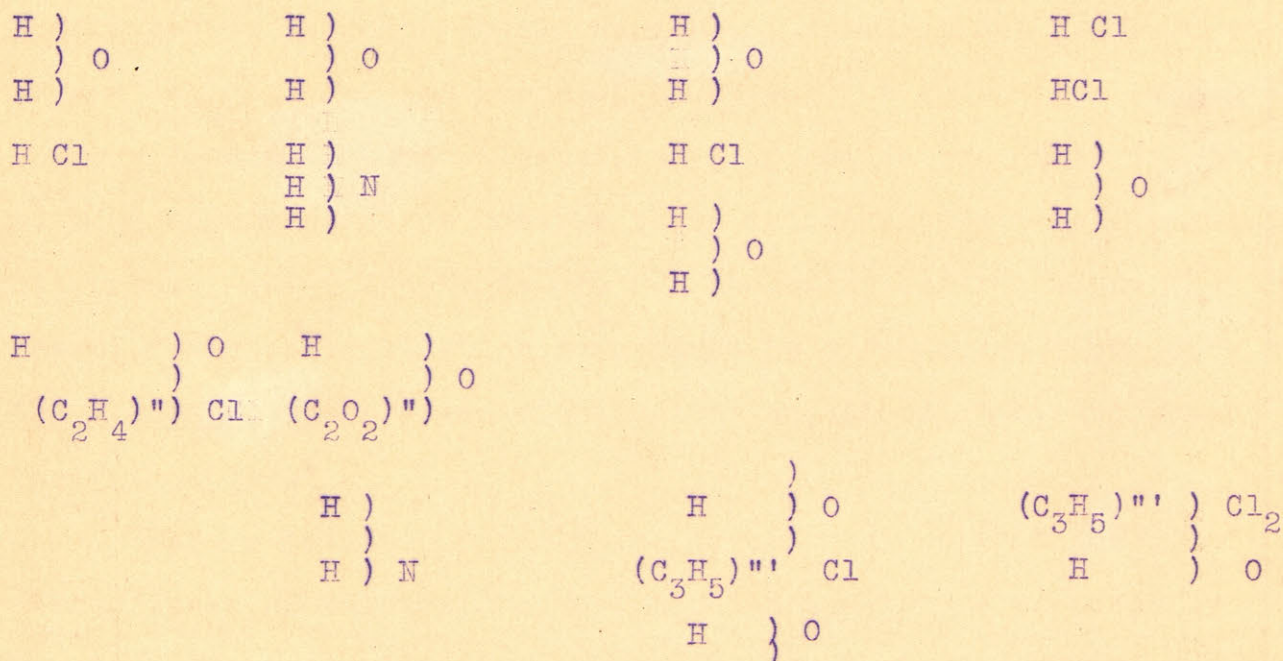 H ) H ) H ) H Cl
) O ) O ) O
H ) H ) H ) HCl
H Cl H ) H Cl H )
H ) N ) O
H ) H ) H )
) O
H )
H ) O H )
) ) O
(C2H4)") Cl (C2O2)")
)
H ) H ) O (C3H5)"' ) Cl2
) ) )
H ) N (C3H5)"' Cl H ) O
H ) O
)